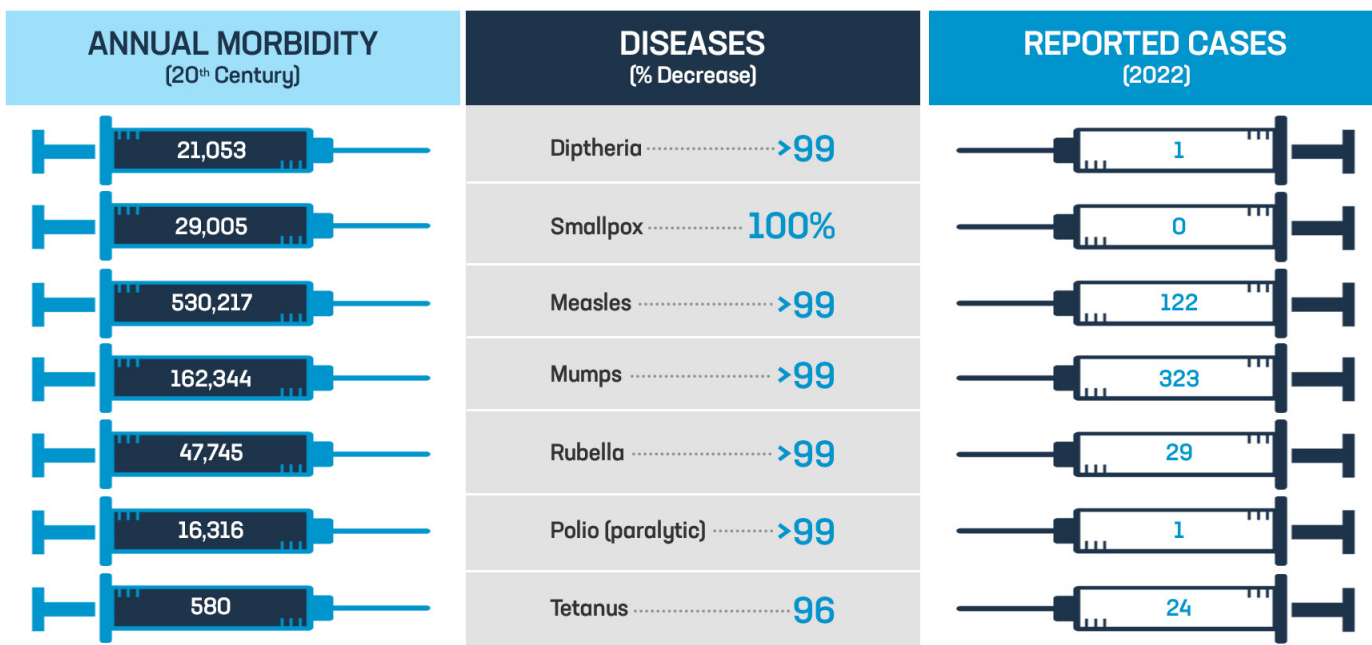 ANNUAL MORBIDITY
(20th Century)
DISEASES
(% Decrease)
REPORTED CASES
(2022)
21,053
Diptheria >99
1
29,005
Smallpox 100%
0
530,217
Measles >99
122
162,344
Mumps >99
323
47,745
Rubella >99
29
16,316
Polio (paralytic) >99
1
580
Tetanus 96
24